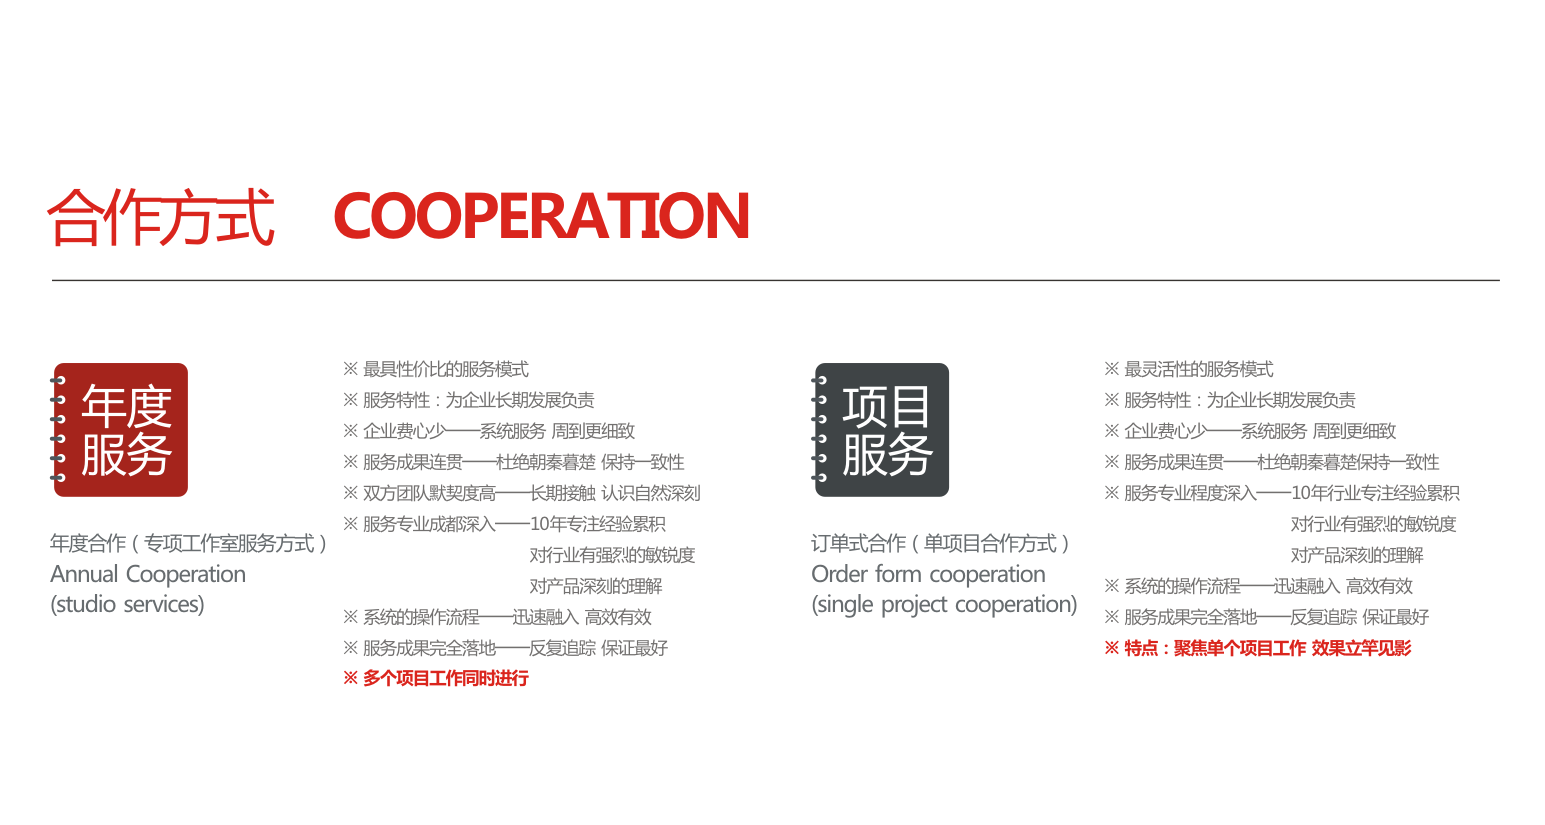 合作方式 COOPERATION
年度
服务
年度合作（专项工作室服务方式）
Annual Cooperation
(studio services)
※ 最具性价比的服务模式
※ 服务特性：为企业长期发展负责
※ 企业费心少——系统服务 周到更细致
※ 服务成果连贯——杜绝朝秦暮楚 保持一致性
※ 双方团队默契度高——长期接触 认识自然深刻
※ 服务专业成都深入——10年专注经验累积
对行业有强烈的敏锐度
对产品深刻的理解
※ 系统的操作流程——迅速融入 高效有效
※ 服务成果完全落地——反复追踪 保证最好
※ 多个项目工作同时进行
项目
服务
订单式合作（单项目合作方式）
Order form cooperation
(single project cooperation)
※ 最灵活性的服务模式
※ 服务特性：为企业长期发展负责
※ 企业费心少——系统服务 周到更细致
※ 服务成果连贯——杜绝朝秦暮楚保持一致性
※ 服务专业程度深入——10年行业专注经验累积
对行业有强烈的敏锐度
对产品深刻的理解
※ 系统的操作流程——迅速融入 高效有效
※ 服务成果完全落地——反复追踪 保证最好
※ 特点：聚焦单个项目工作 效果立竿见影